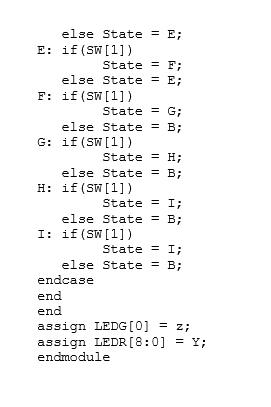 else State = E;
E: if(SW[1])
State = F;
else State = E;
F: if(SW[1])
State = G;
else State = B;
G: if(SW[1])
State = H;
else State = B;
H: if(SW[1])
State = I;
else State = B;
I: if(SW[1])
State = I;
else State = B;
endcase
end
end
assign LEDG[0] = z;
assign LEDR[8:0] = Y;
endmodule